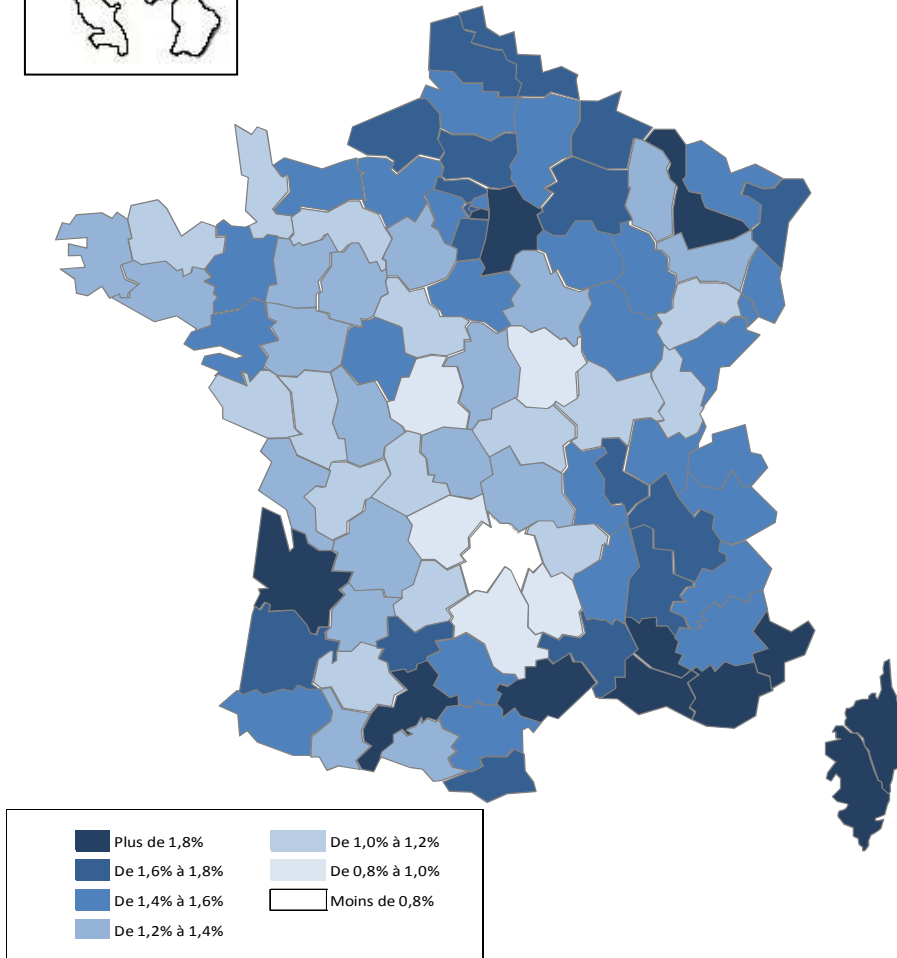 Plus de 1,8%
De 1,6% à 1,8%
De 1,4% à 1,6%
De 1,2% à 1,4%
De 1,0% à 1,2%
De 0,8% à 1,0%
Moins de 0,8%